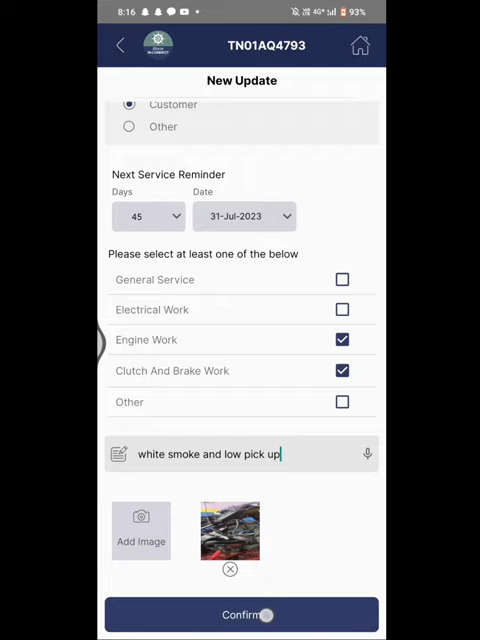 8:16
4G+ 93%
TN01AQ4793
New Update
Customer
Other
Next Service Reminder
Days
Date
45
31-Jul-2023
Please select at least one of the below
General Service
Electrical Work
Engine Work
Clutch And Brake Work
Other
white smoke and low pick up
Add Image
Confirm